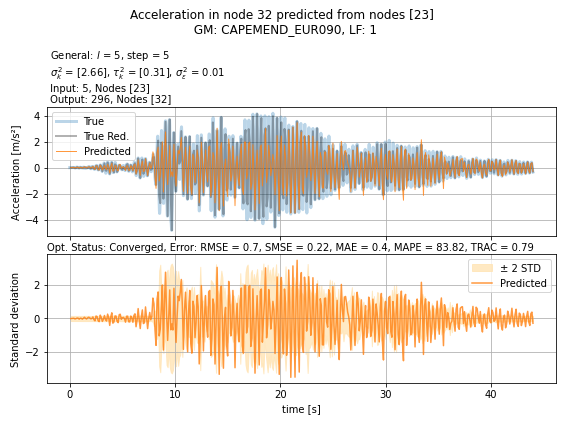 Acceleration in node 32 predicted from nodes [23]
GM: CAPEMEND_EUR090, LF: 1
General: l = 5, step = 5
σ²ₖ = [2.66], τ²ₖ = [0.31], σ²ε = 0.01
Input: 5, Nodes [23]
Output: 296, Nodes [32]
Acceleration [m/s²]
4
2
0
−2
−4
True
True Red.
Predicted
Opt. Status: Converged, Error: RMSE = 0.7, SMSE = 0.22, MAE = 0.4, MAPE = 83.82, TRAC = 0.79
Standard deviation
2
0
−2
± 2 STD
Predicted
0
10
20
30
40
time [s]